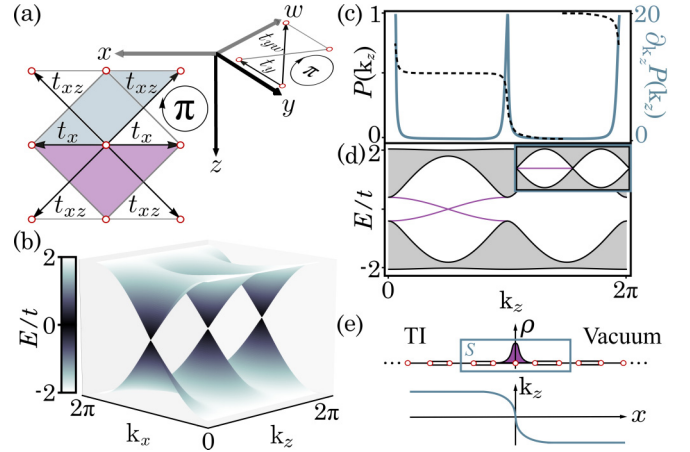 (a)
x
w
t_{yw}
t_y
π
y
z
t_{xz} t_{xz}
π
t_x t_x
t_{xz} t_{xz}
(b)
E/t
2
0
-2
2π
k_x
0
k_z
2π
(c)
P(k_z)
1
0
20
0
∂_{k_z}P(k_z)
(d)
E/t
2
-2
0
k_z
2π
(e)
TI
S
ρ
Vacuum
k_z
x